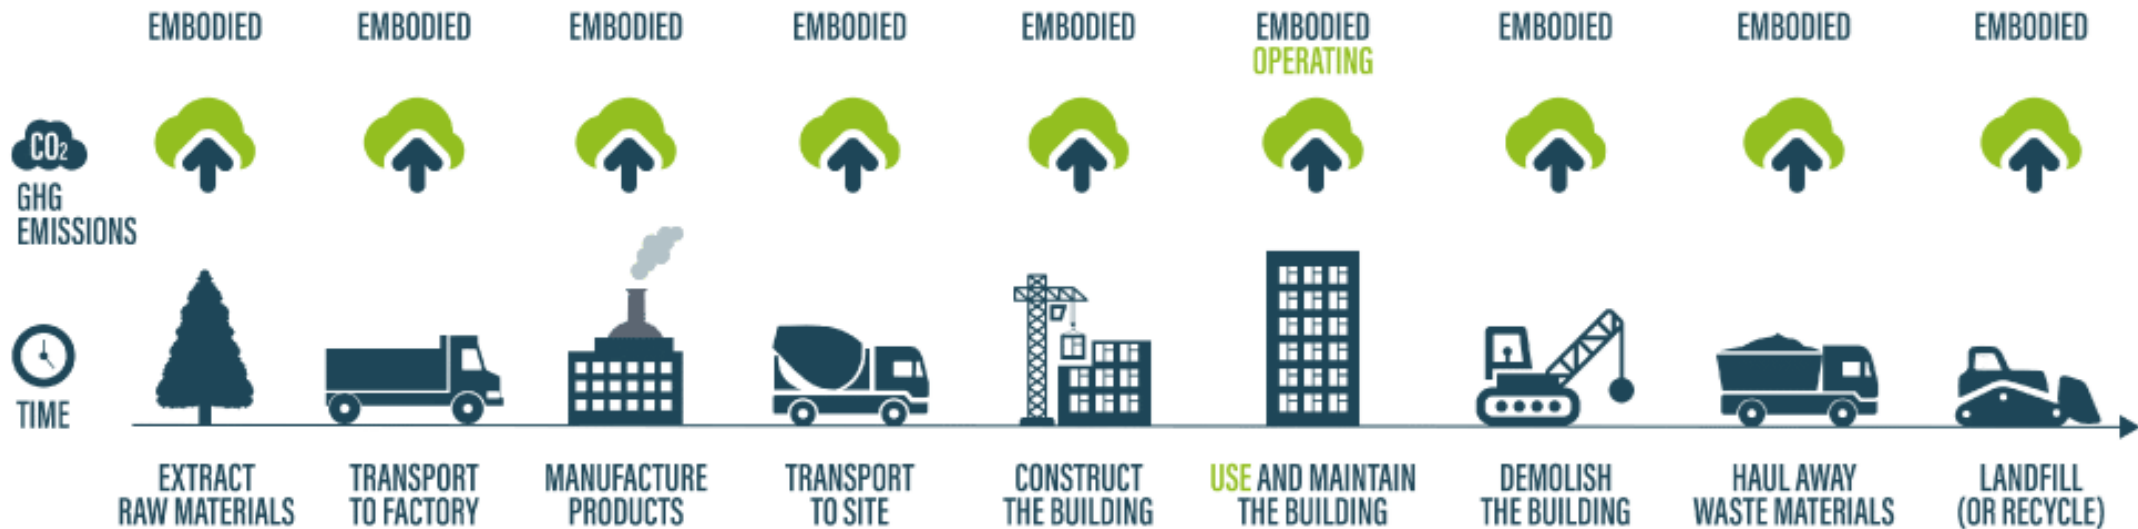 EMBODIED
EMBODIED
EMBODIED
EMBODIED
EMBODIED
EMBODIED
OPERATING
EMBODIED
EMBODIED
EMBODIED
CO₂
GHG
EMISSIONS
TIME
EXTRACT
RAW MATERIALS
TRANSPORT
TO FACTORY
MANUFACTURE
PRODUCTS
TRANSPORT
TO SITE
CONSTRUCT
THE BUILDING
USE AND MAINTAIN
THE BUILDING
DEMOLISH
THE BUILDING
HAUL AWAY
WASTE MATERIALS
LANDFILL
(OR RECYCLE)